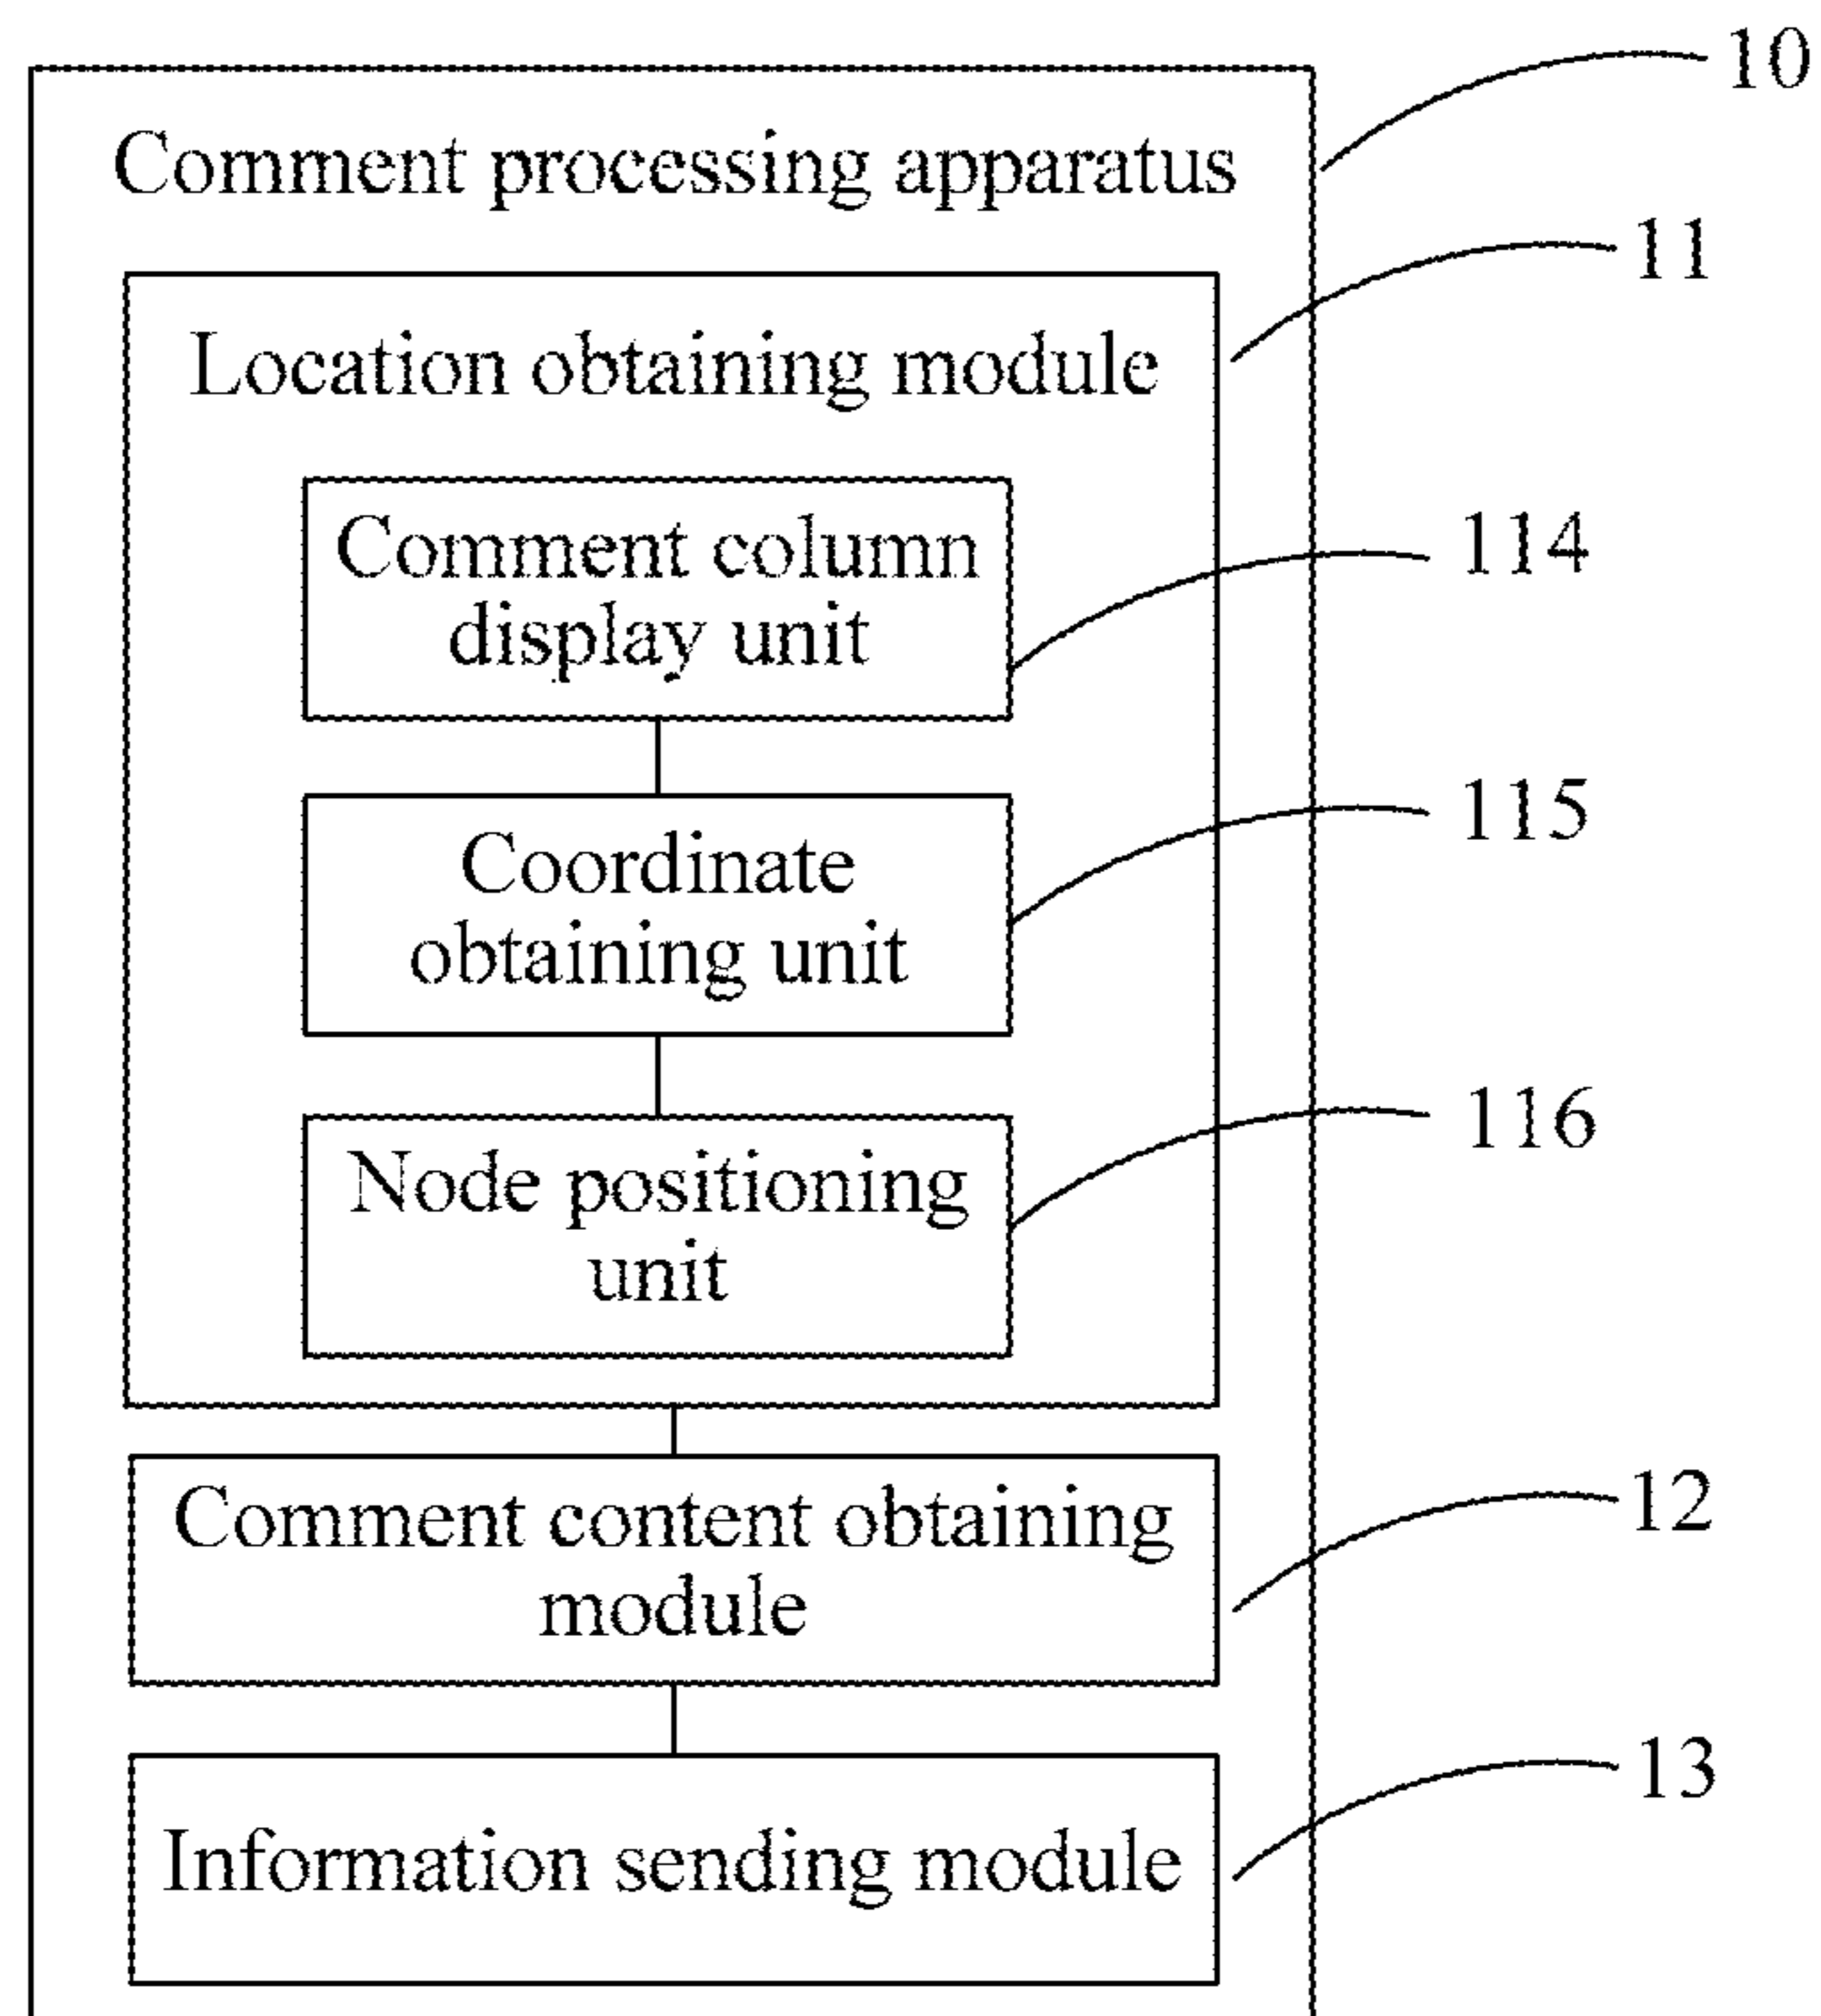 10
Comment processing apparatus
11
Location obtaining module
114
Comment column
display unit
115
Coordinate
obtaining unit
116
Node positioning
unit
12
Comment content obtaining
module
13
Information sending module